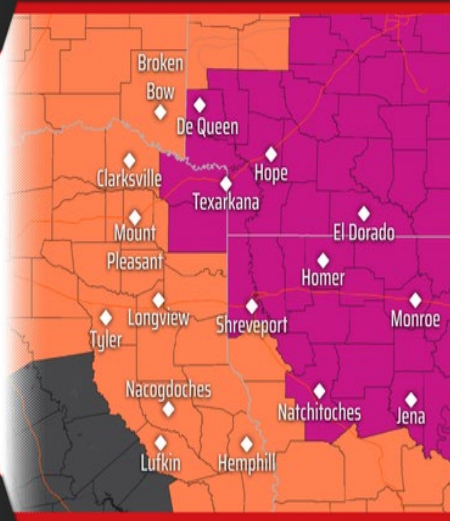 Broken
Bow
De Queen
Clarksville
Hope
Texarkana
Mount
Pleasant
El Dorado
Homer
Longview
Shreveport
Monroe
Tyler
Nacogdoches
Natchitoches
Jena
Lufkin
Hemphill